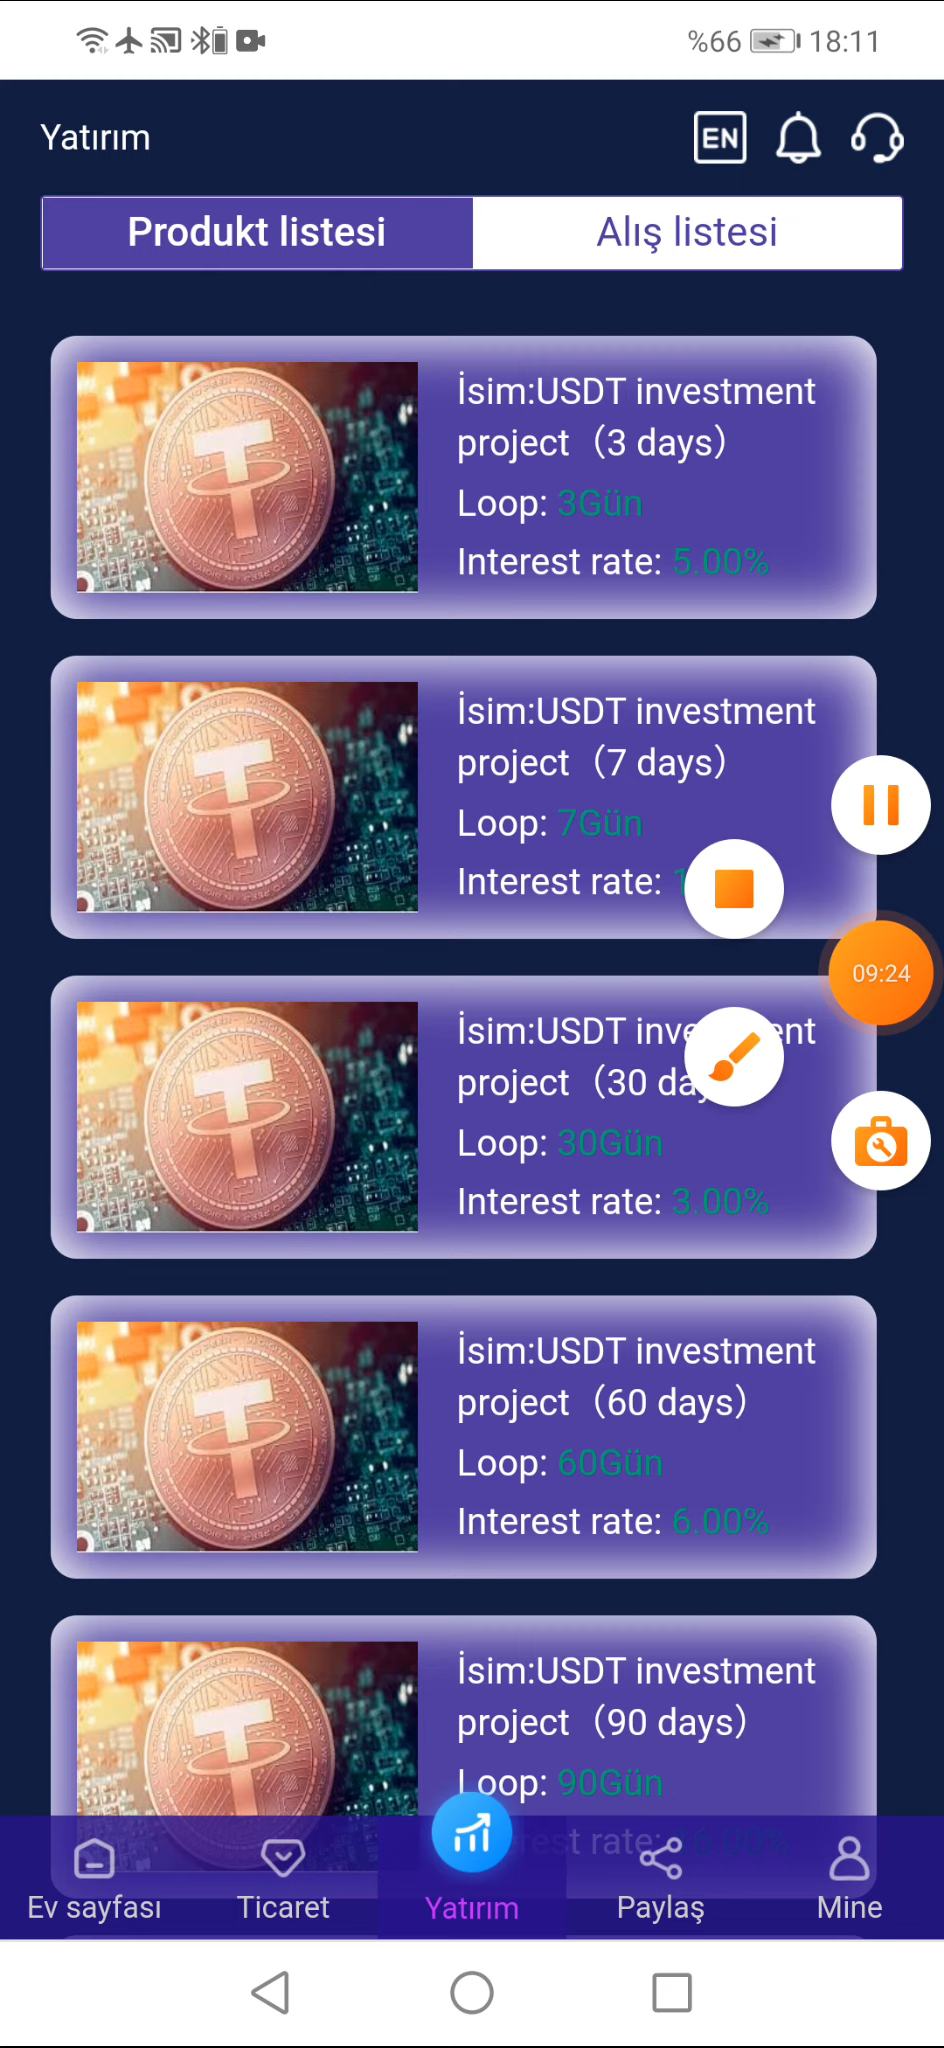 %66 18:11
Yatırım
EN
Produkt listesi
Alış listesi
İsim:USDT investment
project（3 days）
Loop: 3Gün
Interest rate: 5.00%
İsim:USDT investment
project（7 days）
Loop: 7Gün
Interest rate:
09:24
İsim:USDT
project（30
Loop: 30Gün
Interest rate: 3.00%
İsim:USDT investment
project（60 days）
Loop: 60Gün
Interest rate: 6.00%
İsim:USDT investment
project（90 days）
Loop: 90Gün
rate:
Ev sayfası
Ticaret
Yatırım
Paylaş
Mine